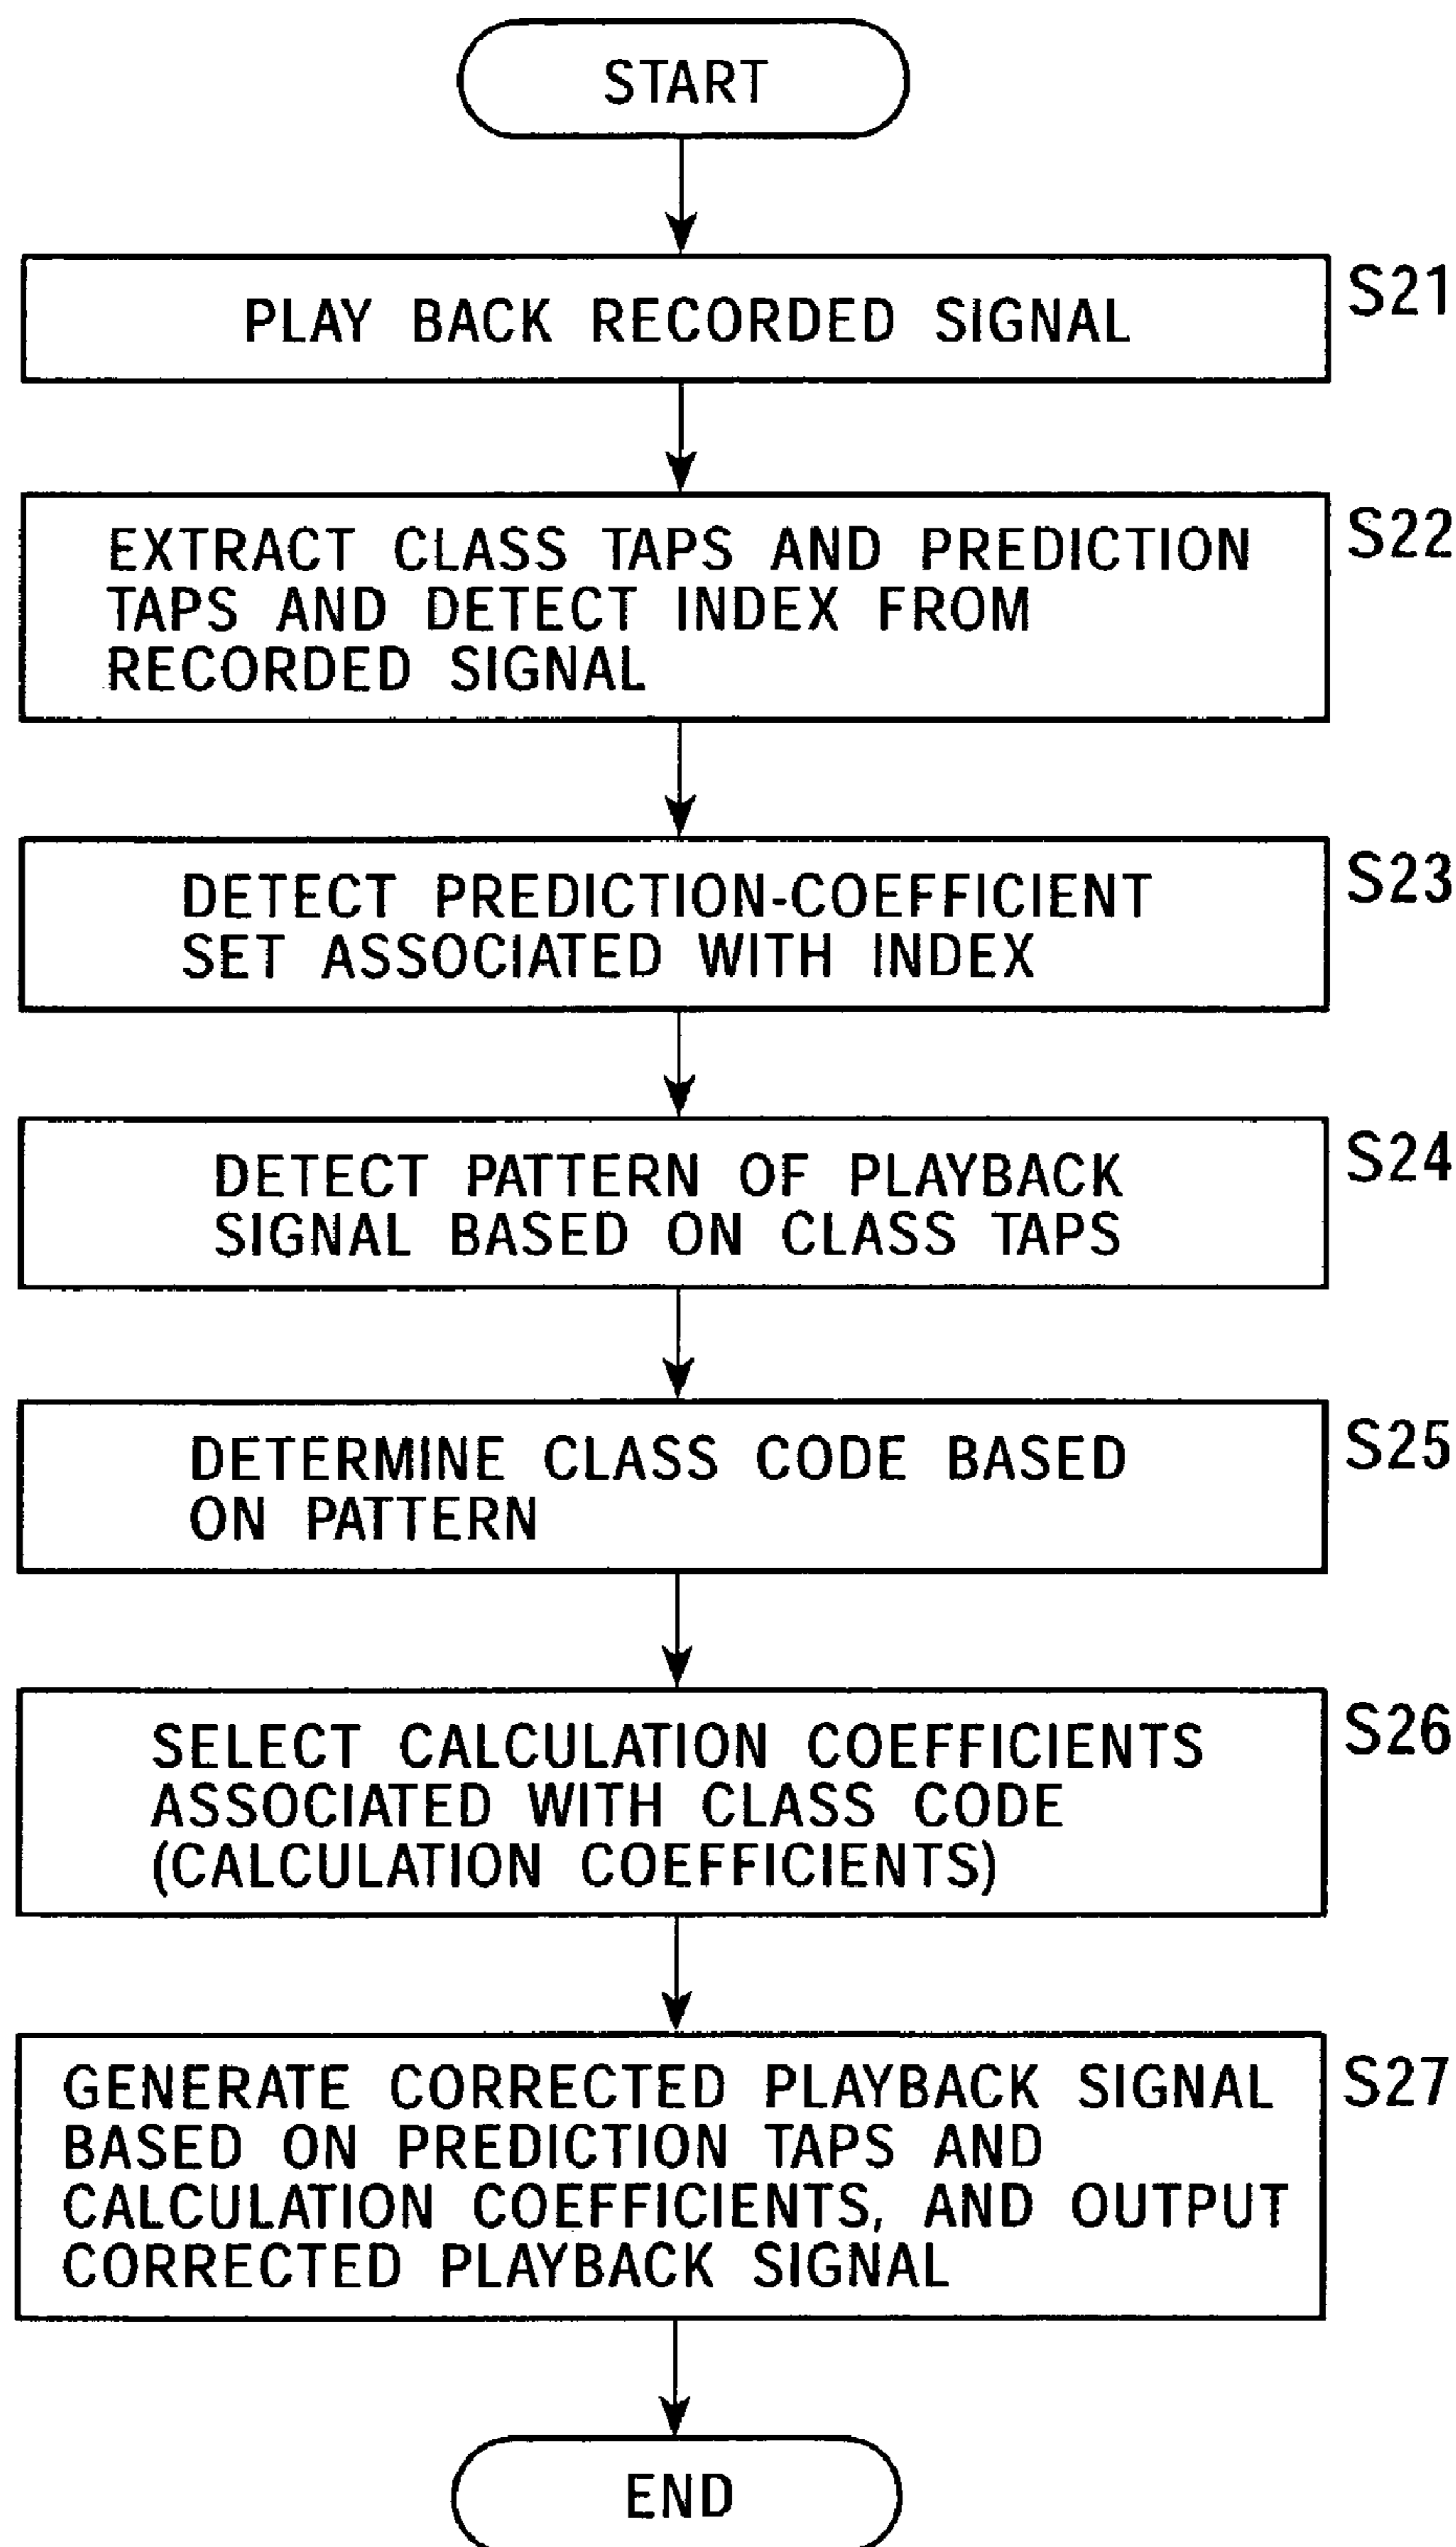 START
PLAY BACK RECORDED SIGNAL
S21
EXTRACT CLASS TAPS AND PREDICTION
TAPS AND DETECT INDEX FROM
RECORDED SIGNAL
S22
DETECT PREDICTION-COEFFICIENT
SET ASSOCIATED WITH INDEX
S23
DETECT PATTERN OF PLAYBACK
SIGNAL BASED ON CLASS TAPS
S24
DETERMINE CLASS CODE BASED
ON PATTERN
S25
SELECT CALCULATION COEFFICIENTS
ASSOCIATED WITH CLASS CODE
(CALCULATION COEFFICIENTS)
S26
GENERATE CORRECTED PLAYBACK SIGNAL
BASED ON PREDICTION TAPS AND
CALCULATION COEFFICIENTS, AND OUTPUT
CORRECTED PLAYBACK SIGNAL
S27
END